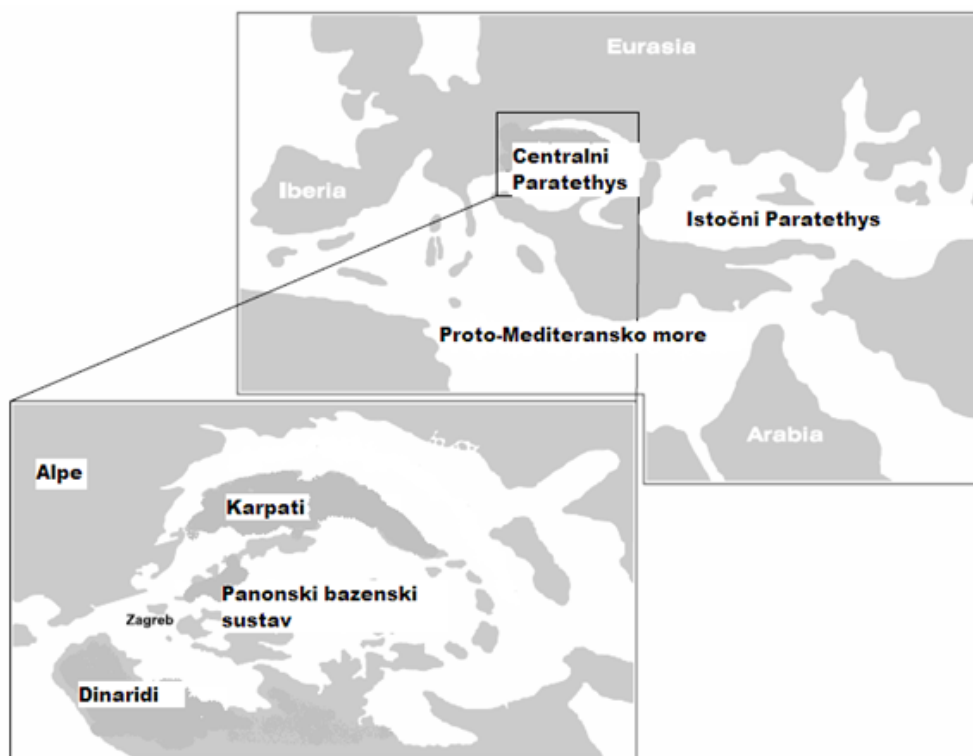 Eurasia
Centralni
Paratethys
Iberia
Istočni Paratethys
Proto-Mediteransko more
Arabia
Alpe
Karpati
Panonski bazenski
sustav
Zagreb
Dinaridi